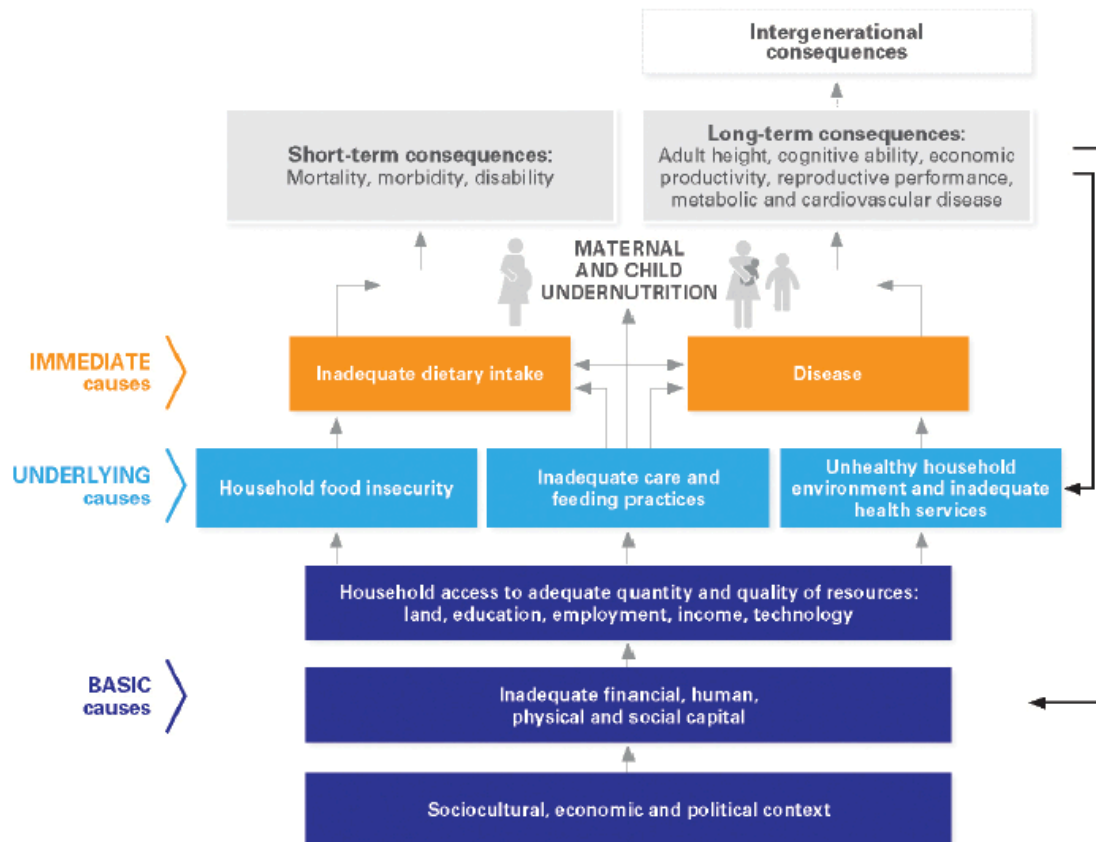 Intergenerational
consequences
Short-term consequences:
Mortality, morbidity, disability
Long-term consequences:
Adult height, cognitive ability, economic
productivity, reproductive performance,
metabolic and cardiovascular disease
MATERNAL
AND CHILD
UNDERNUTRITION
IMMEDIATE
causes
Inadequate dietary intake
Disease
UNDERLYING
causes
Household food insecurity
Inadequate care and
feeding practices
Unhealthy household
environment and inadequate
health services
Household access to adequate quantity and quality of resources:
land, education, employment, income, technology
BASIC
causes
Inadequate financial, human,
physical and social capital
Sociocultural, economic and political context